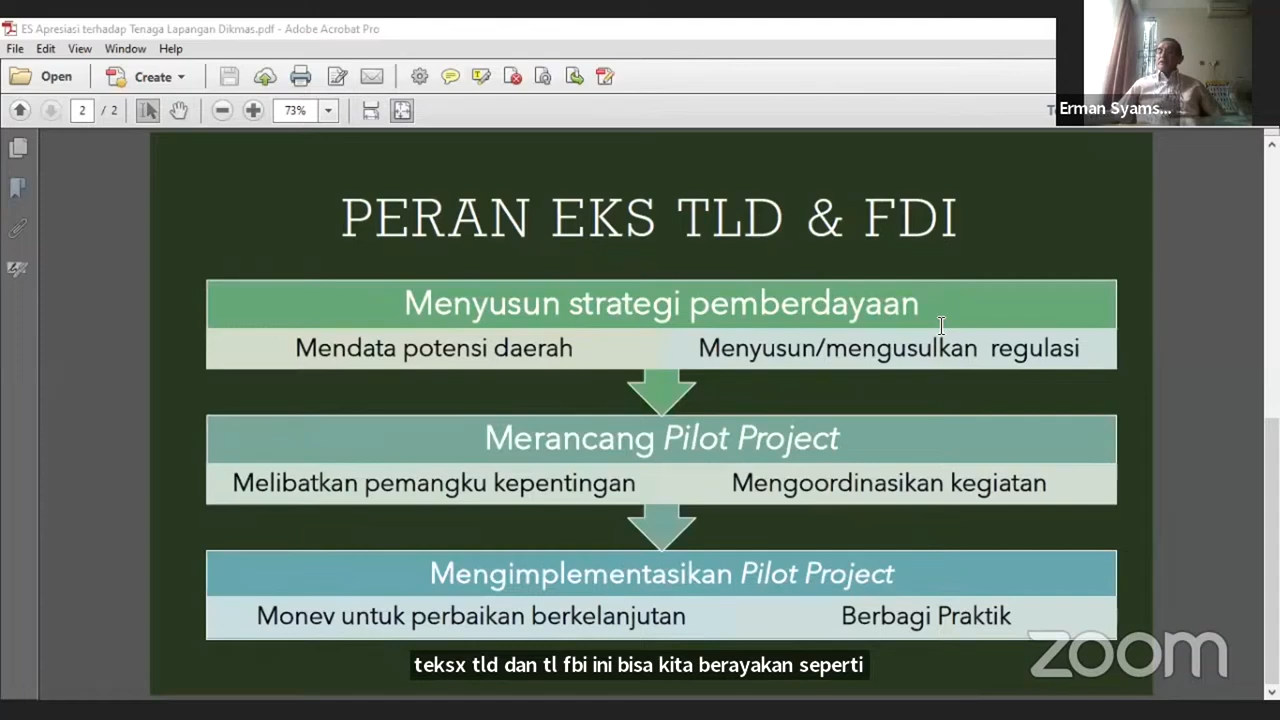 ES Apresiasi terhadap Tenaga Lapangan Dikmas.pdf - Adobe Acrobat Pro
File Edit View Window Help
Open Create
2 / 2 73%
Erman Syams...
PERAN EKS TLD & FDI
Menyusun strategi pemberdayaan
Mendata potensi daerah Menyusun/mengusulkan regulasi
Merancang Pilot Project
Melibatkan pemangku kepentingan Mengoordinasikan kegiatan
Mengimplementasikan Pilot Project
Monev untuk perbaikan berkelanjutan Berbagi Praktik
zoom
teksx tld dan tl fbi ini bisa kita berayakan seperti